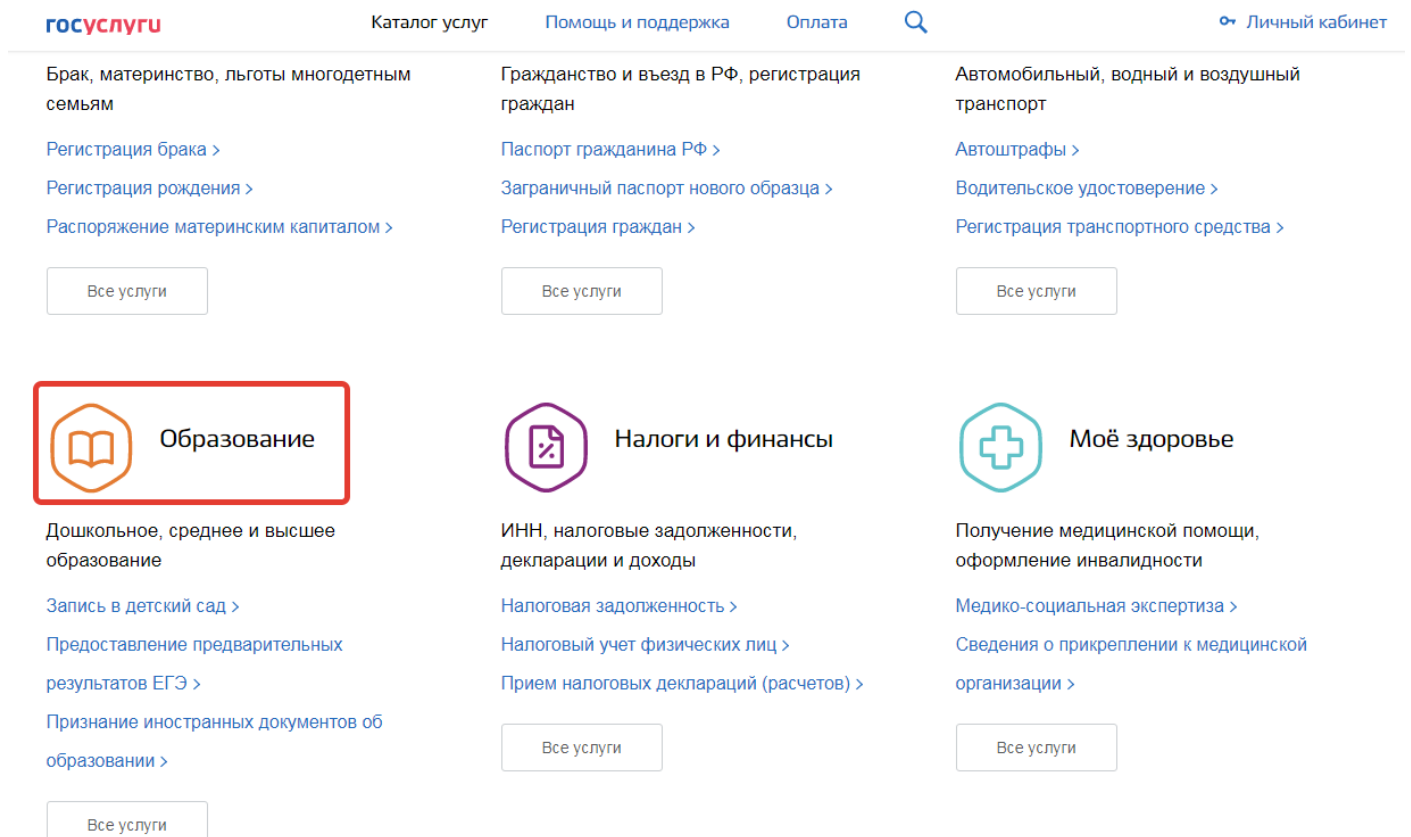 госуслуги
Каталог услуг
Помощь и поддержка
Оплата
Личный кабинет
Брак, материнство, льготы многодетным
семьям
Регистрация брака >
Регистрация рождения >
Распоряжение материнским капиталом >
Все услуги
Гражданство и въезд в РФ, регистрация
граждан
Паспорт гражданина РФ >
Заграничный паспорт нового образца >
Регистрация граждан >
Все услуги
Автомобильный, водный и воздушный
транспорт
Автоштрафы >
Водительское удостоверение >
Регистрация транспортного средства >
Все услуги
Образование
Дошкольное, среднее и высшее
образование
Запись в детский сад >
Предоставление предварительных
результатов ЕГЭ >
Признание иностранных документов об
образовании >
Все услуги
Налоги и финансы
ИНН, налоговые задолженности,
декларации и доходы
Налоговая задолженность >
Налоговый учет физических лиц >
Прием налоговых деклараций (расчетов) >
Все услуги
Моё здоровье
Получение медицинской помощи,
оформление инвалидности
Медико-социальная экспертиза >
Сведения о прикреплении к медицинской
организации >
Все услуги